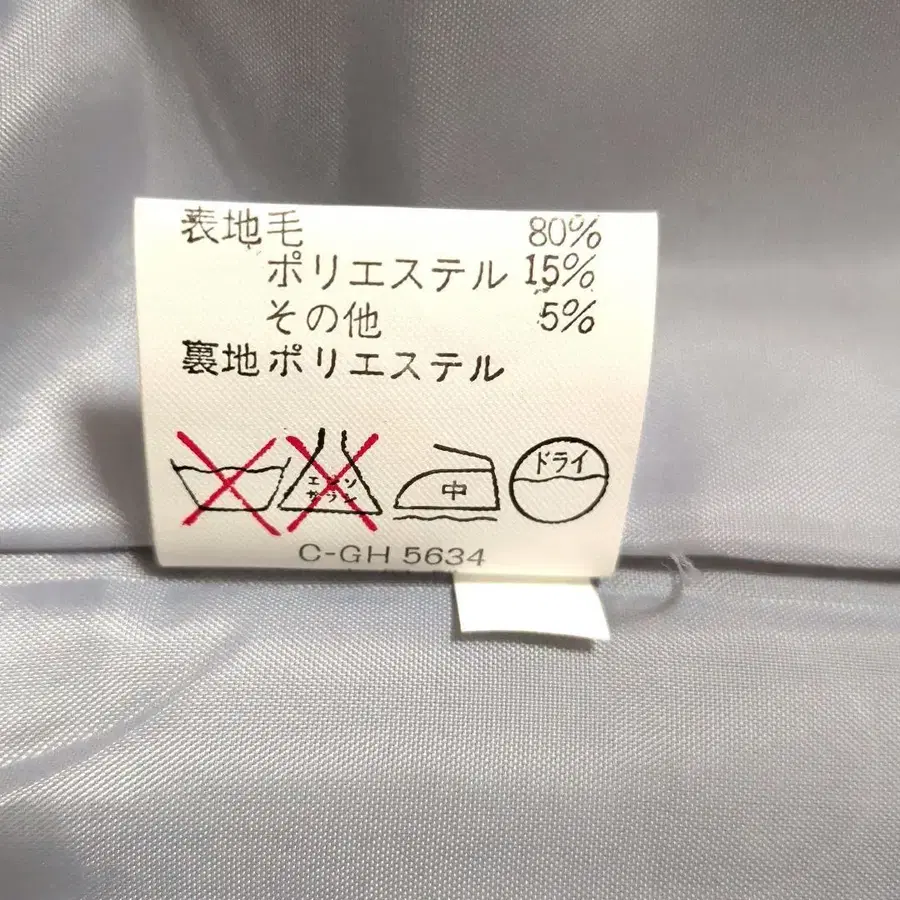 表地毛 80%
ポリエステル 15%
その他 5%
裏地ポリエステル
エンソ
サラシ
中
ドライ
C-GH 5634